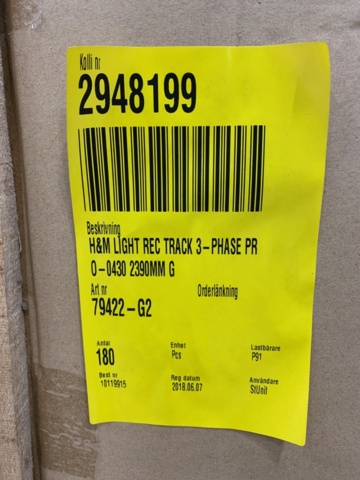 Kolli nr
2948199
Beskrivning
H&M LIGHT REC TRACK 3-PHASE PR
O-0430 2390MM G
Art nr Orderlänkning
79422-G2
Antal Enhet Lastbärare
180 Pcs P91
Best nr Reg datum Användare
10119915 2018.06.07 StUnit